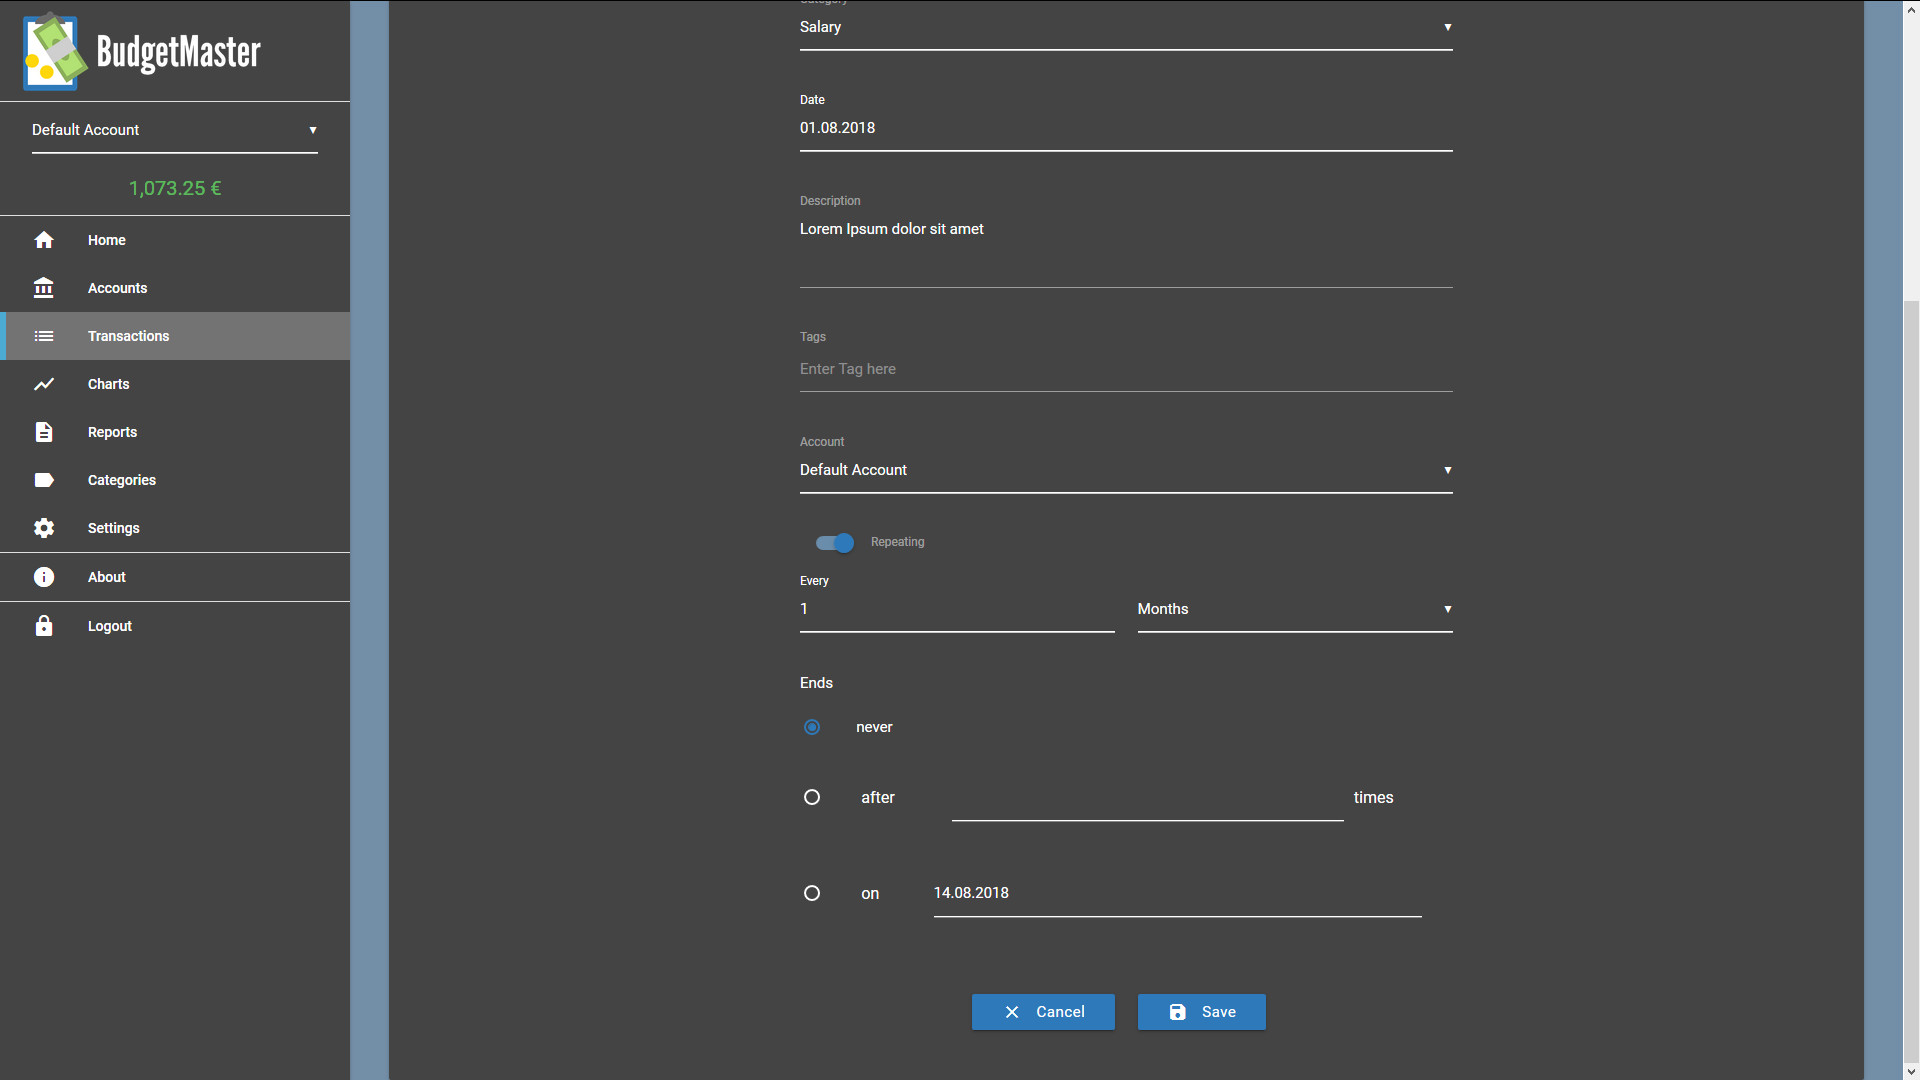 BudgetMaster
Default Account
1,073.25 €
Home
Accounts
Transactions
Charts
Reports
Categories
Settings
About
Logout
Category
Salary
Date
01.08.2018
Description
Lorem Ipsum dolor sit amet
Tags
Enter Tag here
Account
Default Account
Repeating
Every
1 Months
Ends
never
after times
on 14.08.2018
Cancel Save